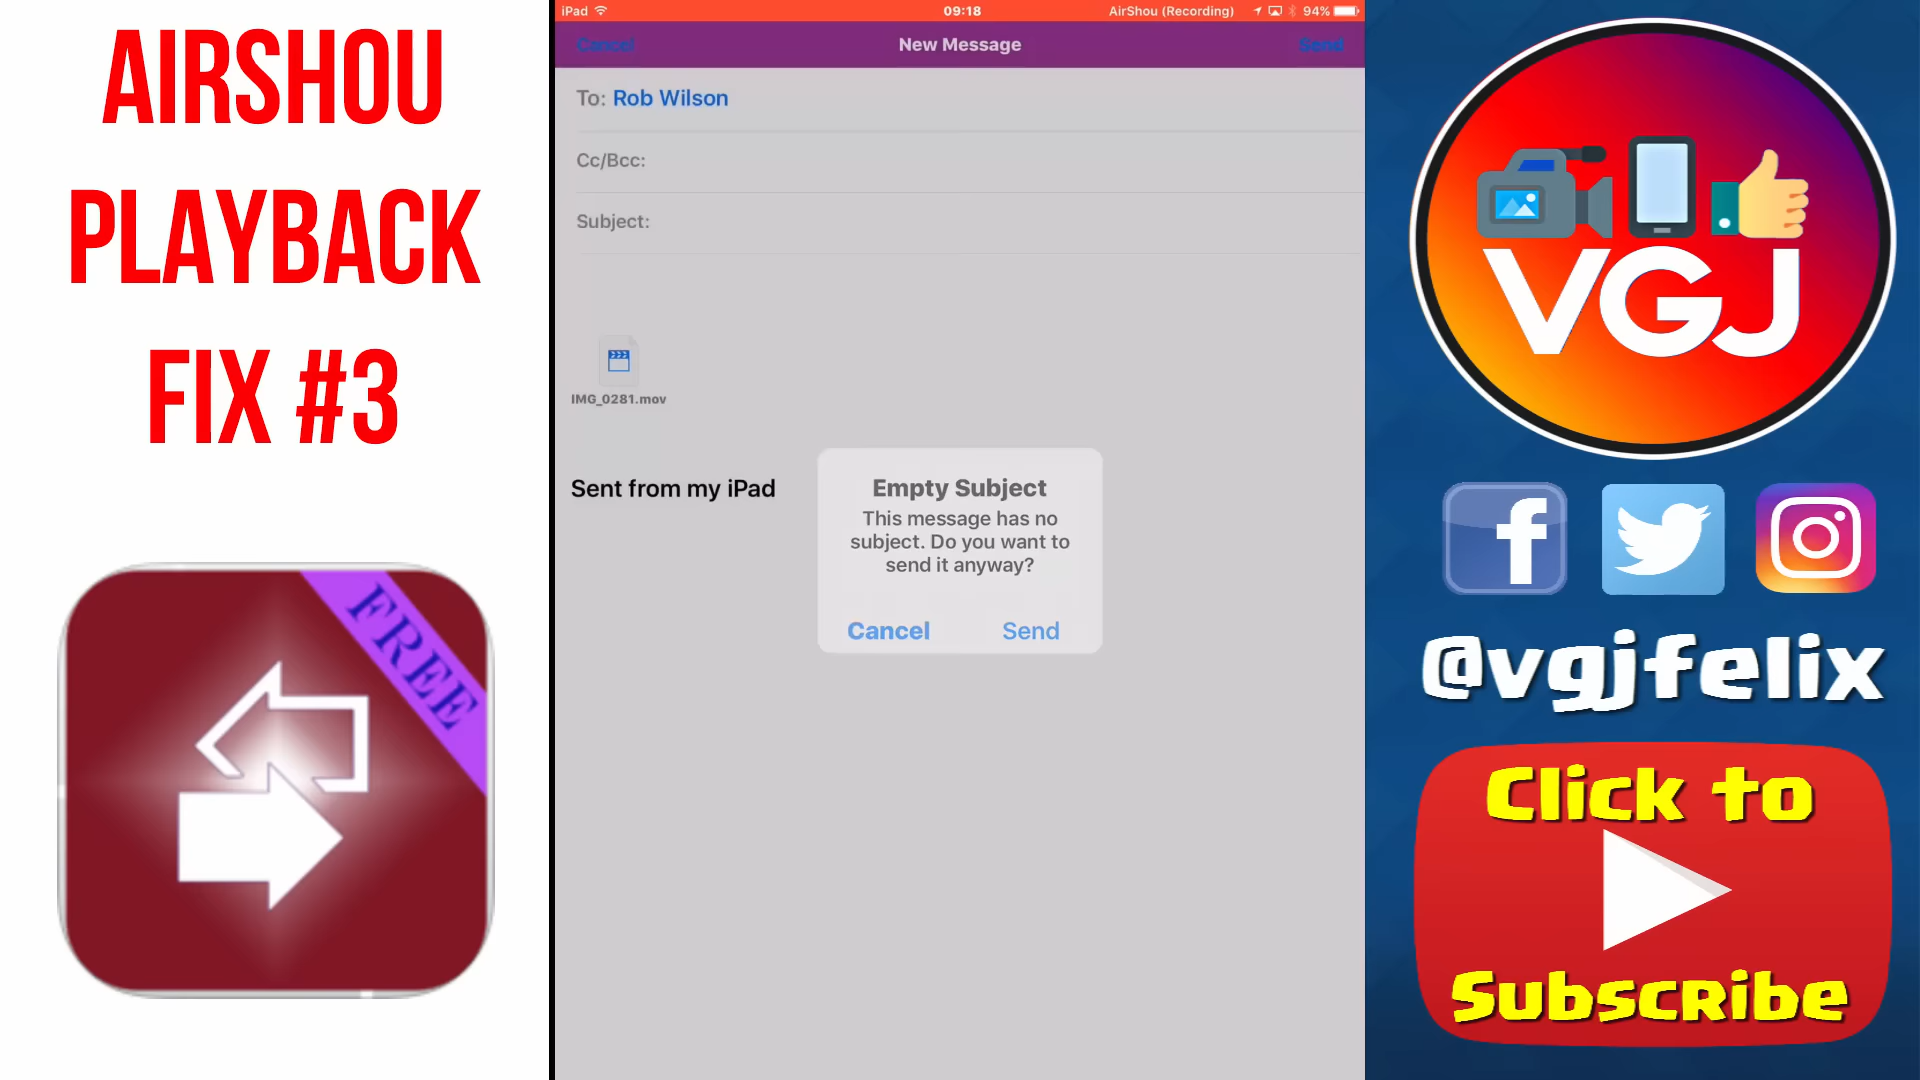 AIRSHOU
PLAYBACK
FIX #3
FREE
iPad
09:18
AirShou (Recording)
94%
Cancel
New Message
Send
To: Rob Wilson
Cc/Bcc:
Subject:
IMG_0281.mov
Sent from my iPad
Empty Subject
This message has no
subject. Do you want to
send it anyway?
Cancel
Send
VGJ
f
@vgjfelix
Click to
Subscribe